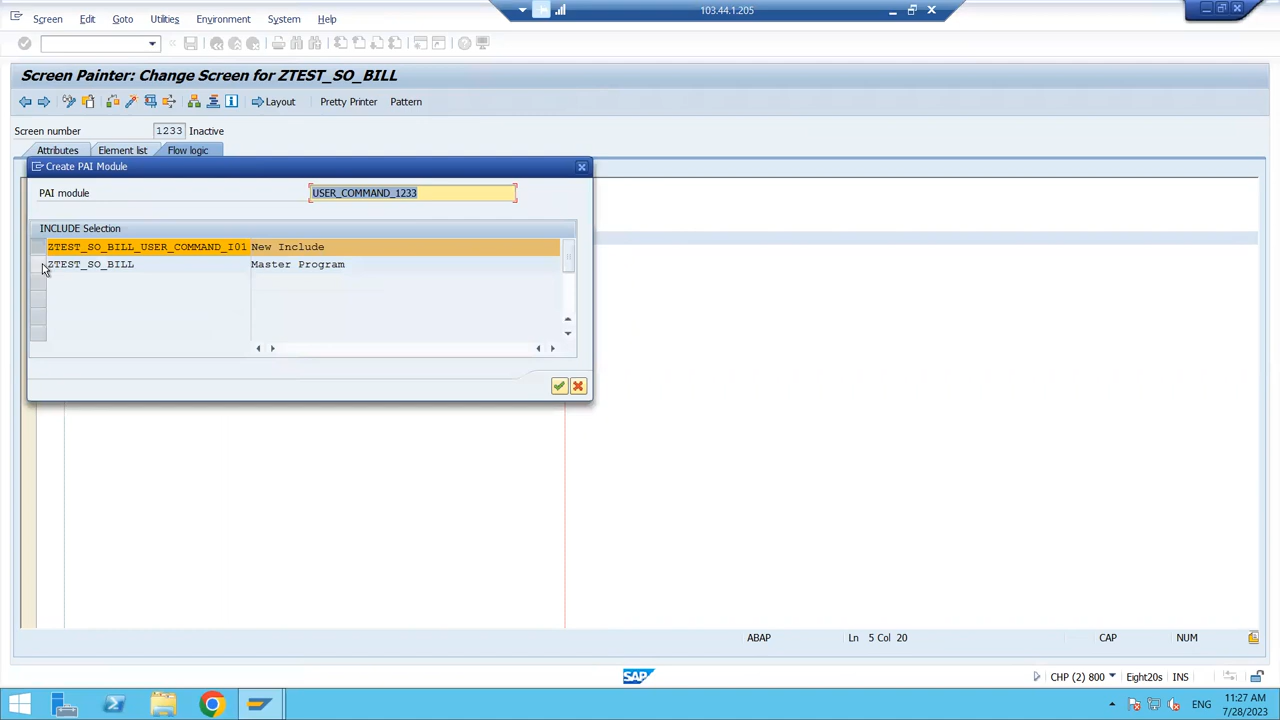 103.44.1.205
Screen Edit Goto Utilities Environment System Help
Screen Painter: Change Screen for ZTEST_SO_BILL
Layout Pretty Printer Pattern
Screen number 1233 Inactive
Attributes Element list Flow logic
Create PAI Module
PAI module USER_COMMAND_1233
INCLUDE Selection
ZTEST_SO_BILL_USER_COMMAND_I01 New Include
ZTEST_SO_BILL Master Program
ABAP Ln 5 Col 20 CAP NUM
SAP CHP (2) 800 Eight20s INS
ENG 11:27 AM
7/28/2023